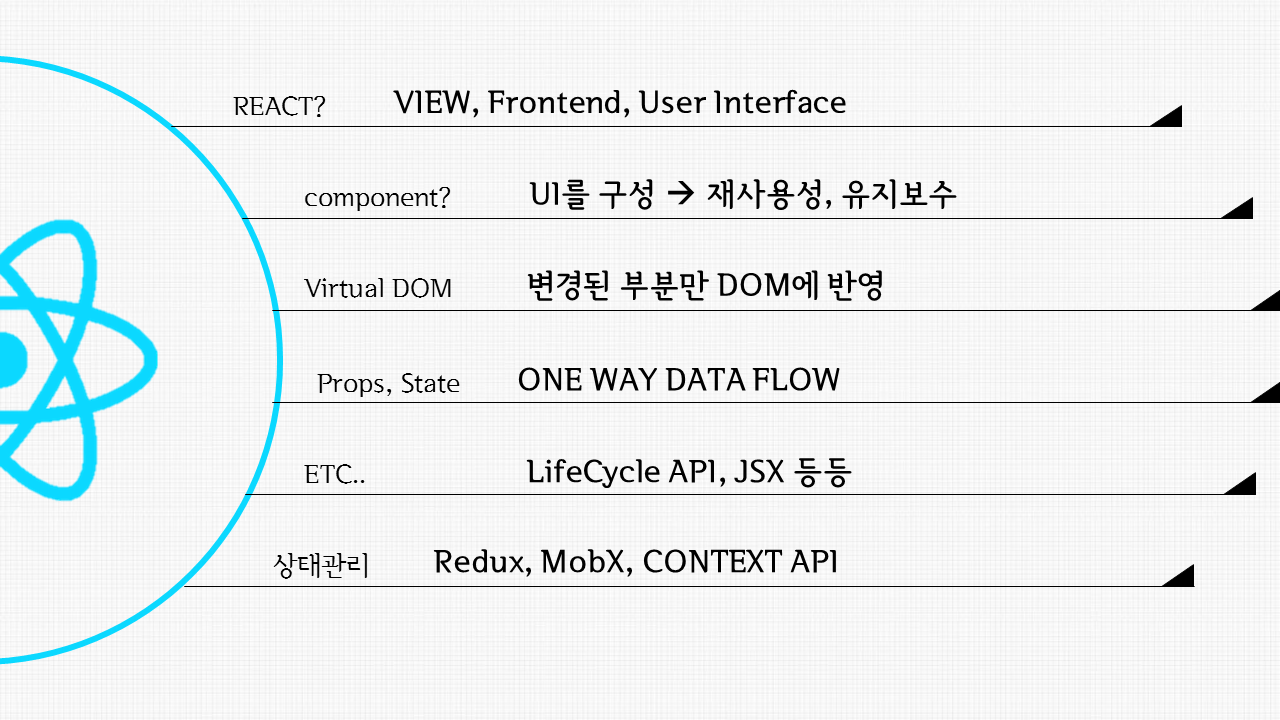 REACT? VIEW, Frontend, User Interface
component? UI를 구성 → 재사용성, 유지보수
Virtual DOM 변경된 부분만 DOM에 반영
Props, State ONE WAY DATA FLOW
ETC.. LifeCycle API, JSX 등등
상태관리 Redux, MobX, CONTEXT API